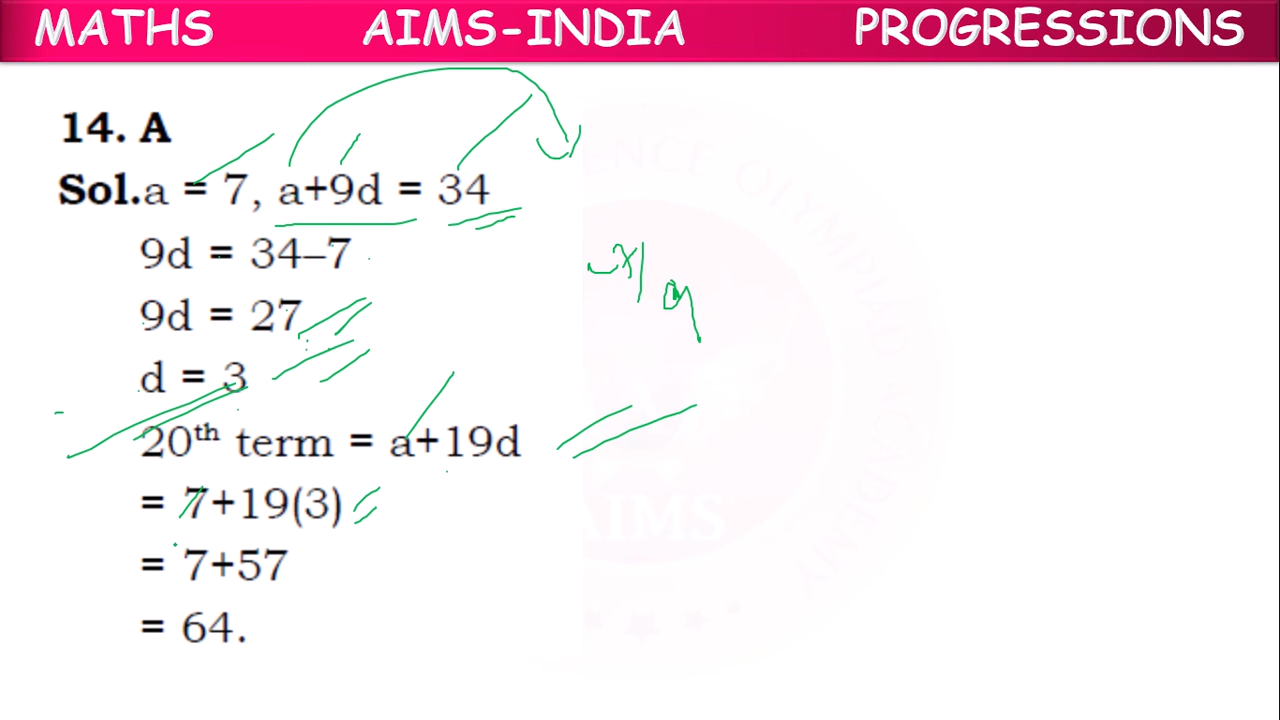 MATHS AIMS-INDIA PROGRESSIONS
14. A
Sol. a = 7, a+9d = 34
9d = 34–7
9d = 27
d = 3
20th term = a+19d
= 7+19(3)
= 7+57
= 64.
AIMS